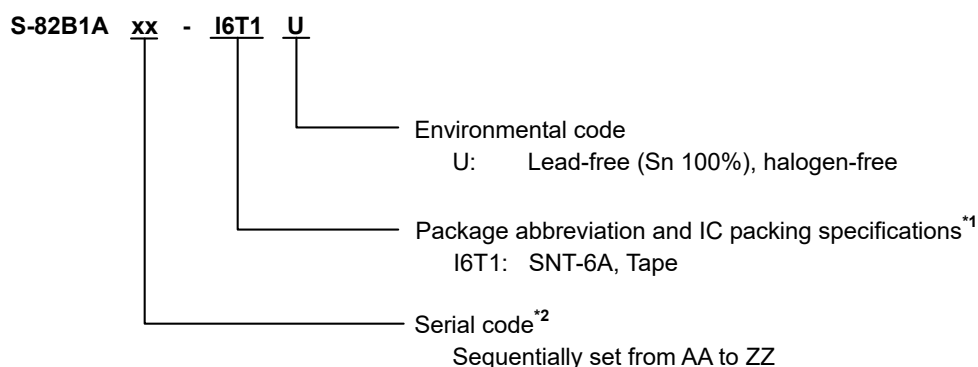 S-82B1A xx - I6T1 U
Environmental code
U: Lead-free (Sn 100%), halogen-free
Package abbreviation and IC packing specifications*1
I6T1: SNT-6A, Tape
Serial code*2
Sequentially set from AA to ZZ